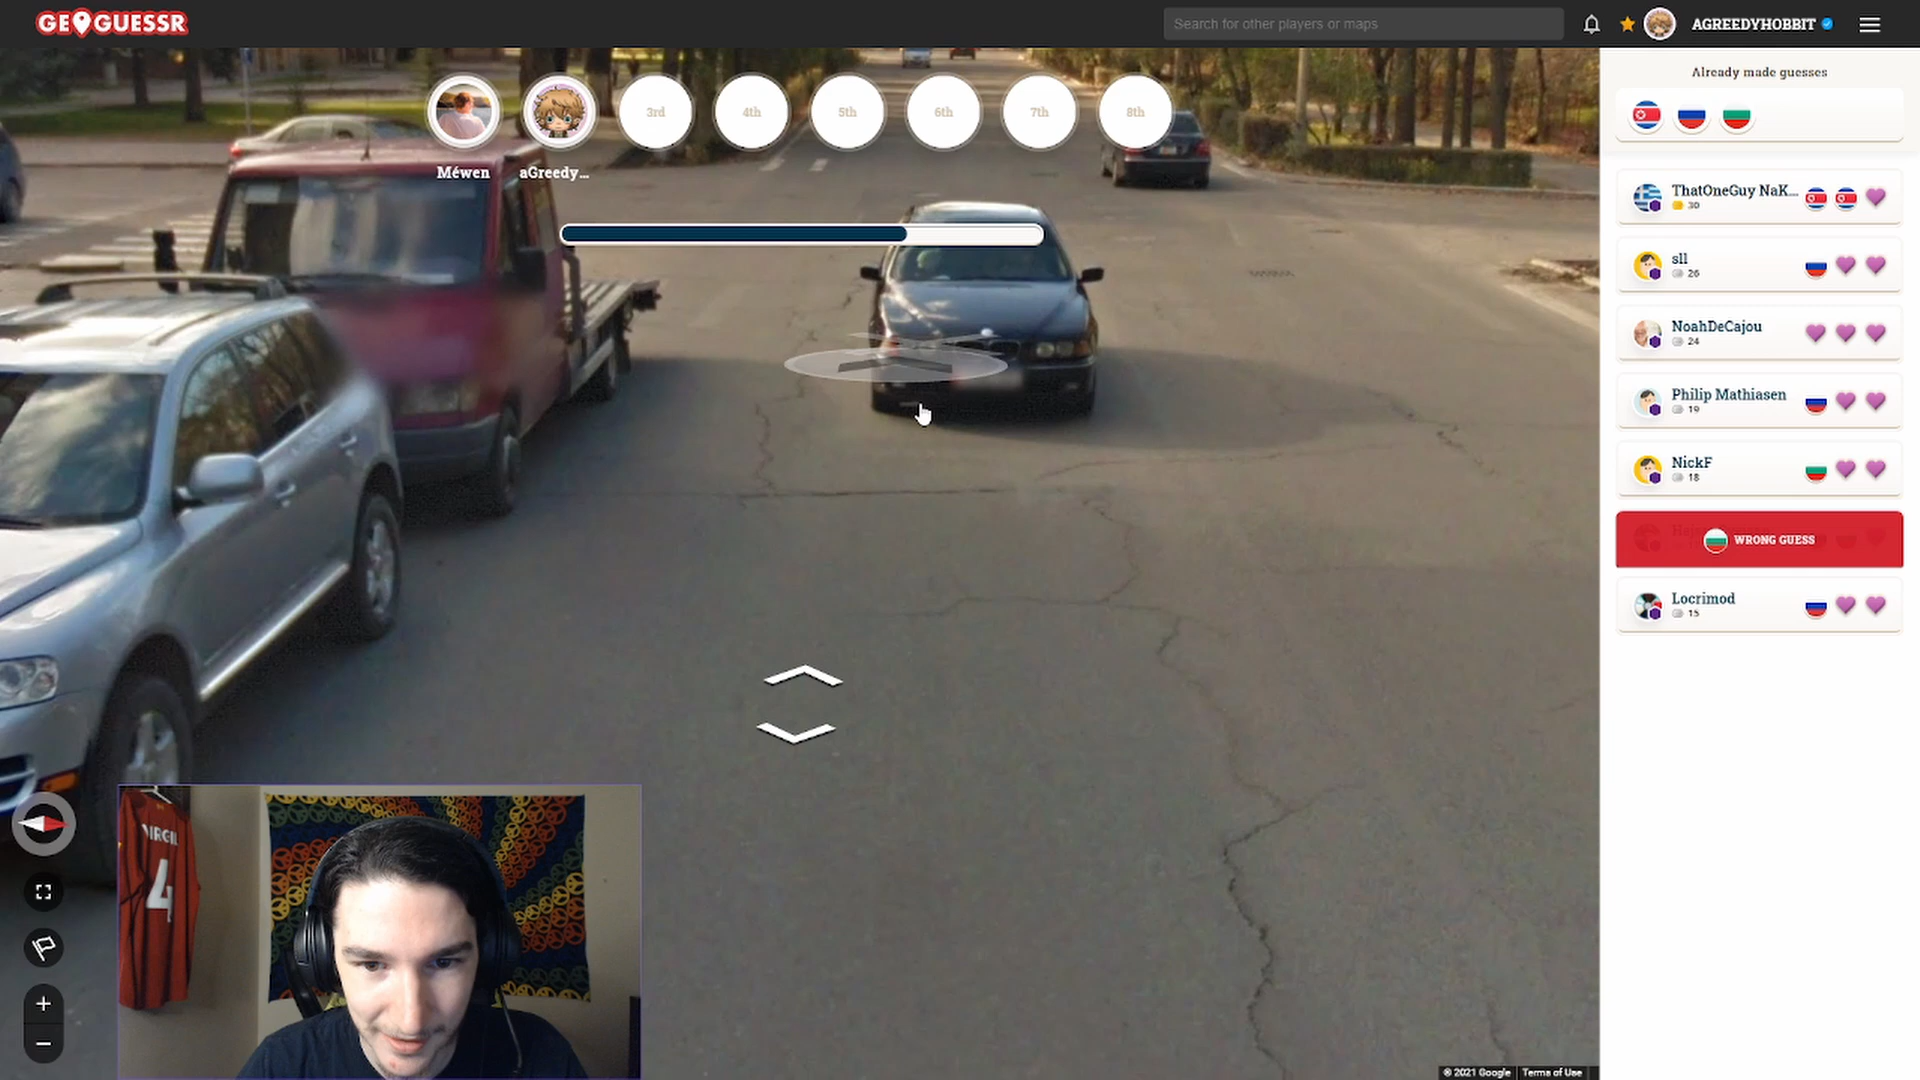 GEOGUESSR
Search for other players or maps
AGREEDYHOBBIT
Already made guesses
3rd
4th
5th
6th
7th
8th
Méwen
aGreedy...
ThatOneGuy NaK...
30
sll
26
NoahDeCajou
24
Philip Mathiasen
19
NickF
18
WRONG GUESS
Locrimod
15
VIRGIL
4
© 2021 Google
Terms of Use